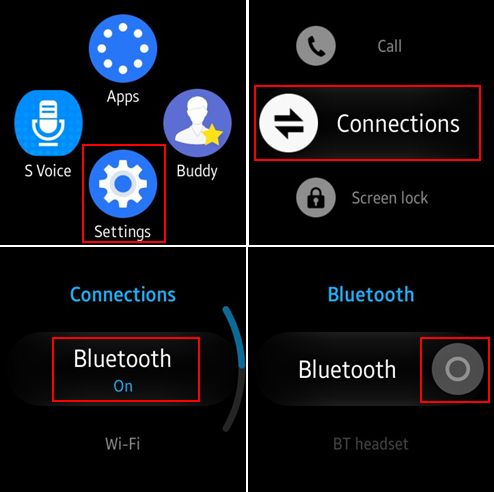 Apps
S Voice
Buddy
Settings
Call
Connections
Screen lock
Connections
Bluetooth
On
Wi-Fi
Bluetooth
Bluetooth
BT headset